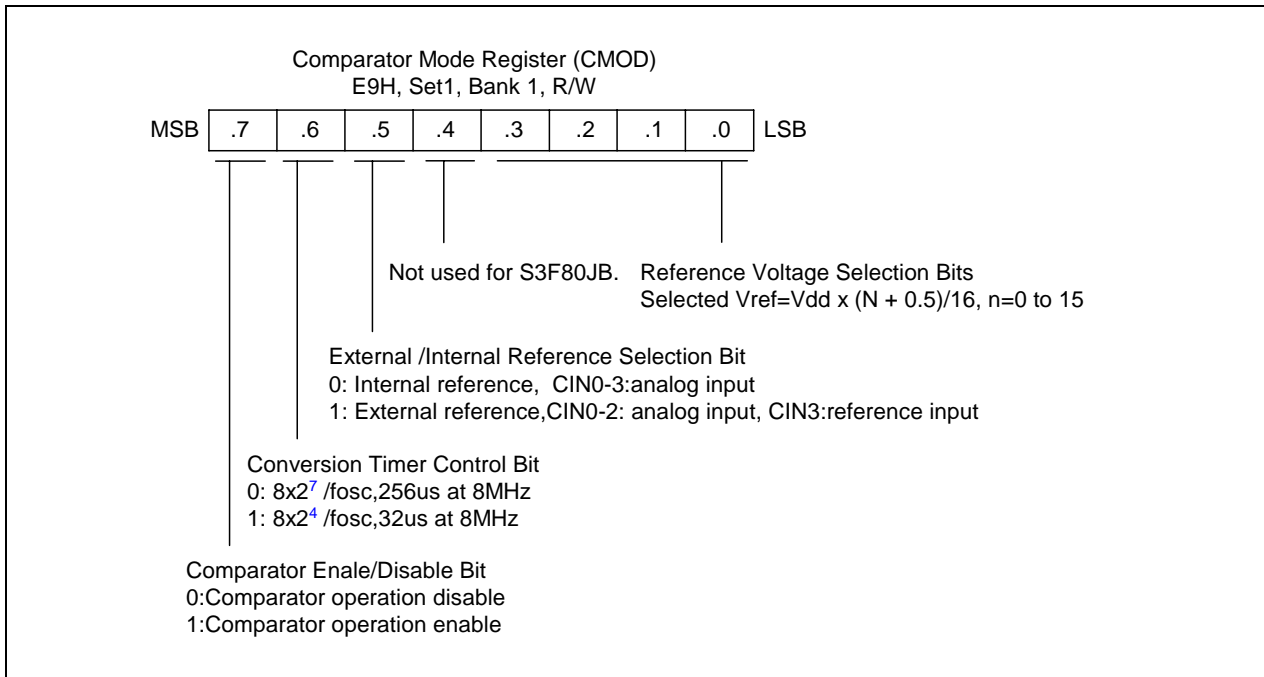 Comparator Mode Register (CMOD)
E9H, Set1, Bank 1, R/W
MSB .7 .6 .5 .4 .3 .2 .1 .0 LSB
Not used for S3F80JB. Reference Voltage Selection Bits
Selected Vref=Vdd x (N + 0.5)/16, n=0 to 15
External /Internal Reference Selection Bit
0: Internal reference, CIN0-3:analog input
1: External reference,CIN0-2: analog input, CIN3:reference input
Conversion Timer Control Bit
0: 8x2⁷ /fosc,256us at 8MHz
1: 8x2⁴ /fosc,32us at 8MHz
Comparator Enale/Disable Bit
0:Comparator operation disable
1:Comparator operation enable